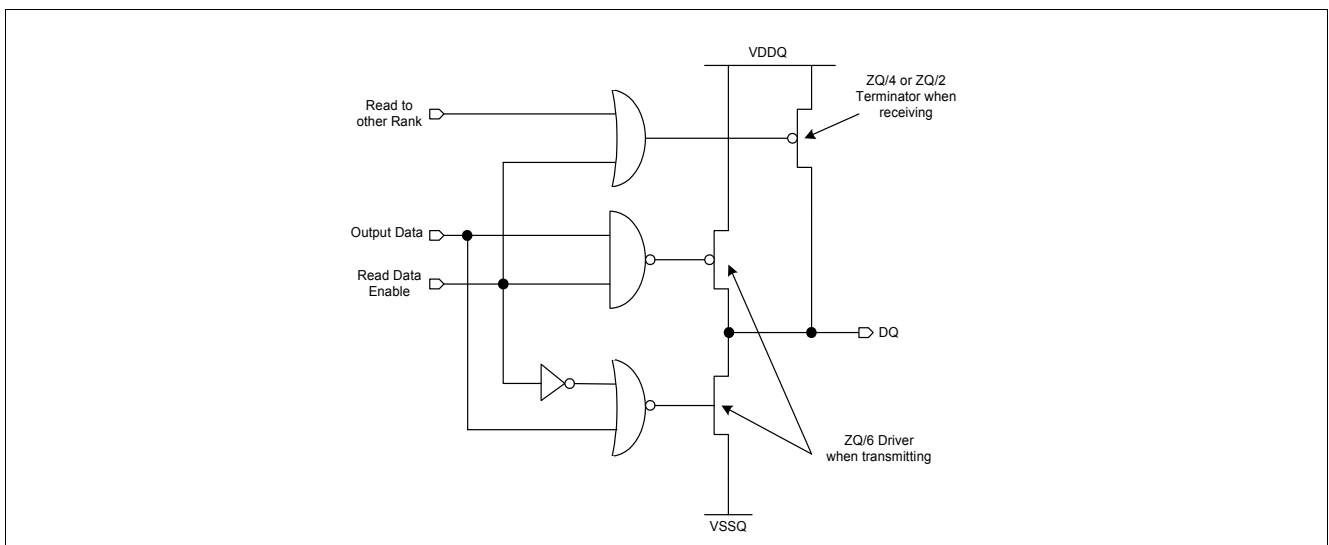 VDDQ
ZQ/4 or ZQ/2
Terminator when
receiving
Read to
other Rank
Output Data
Read Data
Enable
DQ
ZQ/6 Driver
when transmitting
VSSQ